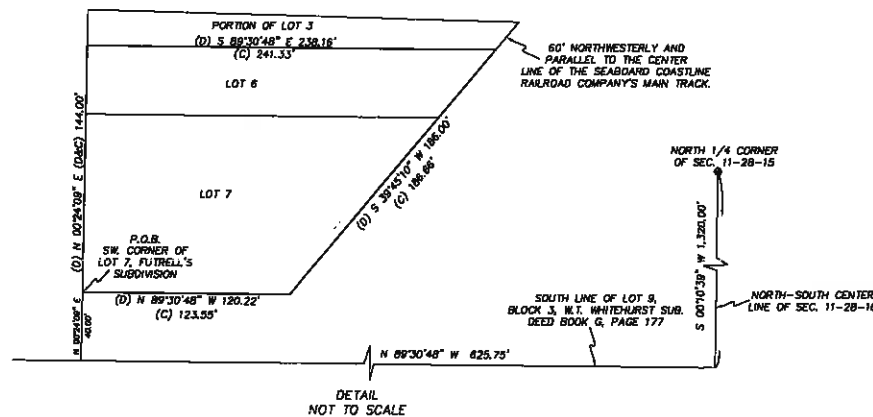 PORTION OF LOT 3
(D) S 89'30'48" E 238.16'
(C) 241.33'
60' NORTHWESTERLY AND
PARALLEL TO THE CENTER
LINE OF THE SEABOARD COASTLINE
RAILROAD COMPANY'S MAIN TRACK.
LOT 6
(D) N 00'24'09" E (D&C) 144.00'
NORTH 1/4 CORNER
OF SEC. 11-28-15
(D) S 39'45'10" W 186.00'
(C) 186.66'
LOT 7
P.O.B.
SW. CORNER OF
LOT 7, FUTRELL'S
SUBDIVISION
S 00'10'39" W 1,320.00'
(D) N 89'30'48" W 120.22'
(C) 123.55'
N 00'24'09" E
40.00'
SOUTH LINE OF LOT 9,
BLOCK 3, W.T. WHITEHURST SUB.
DEED BOOK G, PAGE 177
NORTH-SOUTH CENTER
LINE OF SEC. 11-28-16
N 89'30'48" W 625.75'
DETAIL
NOT TO SCALE